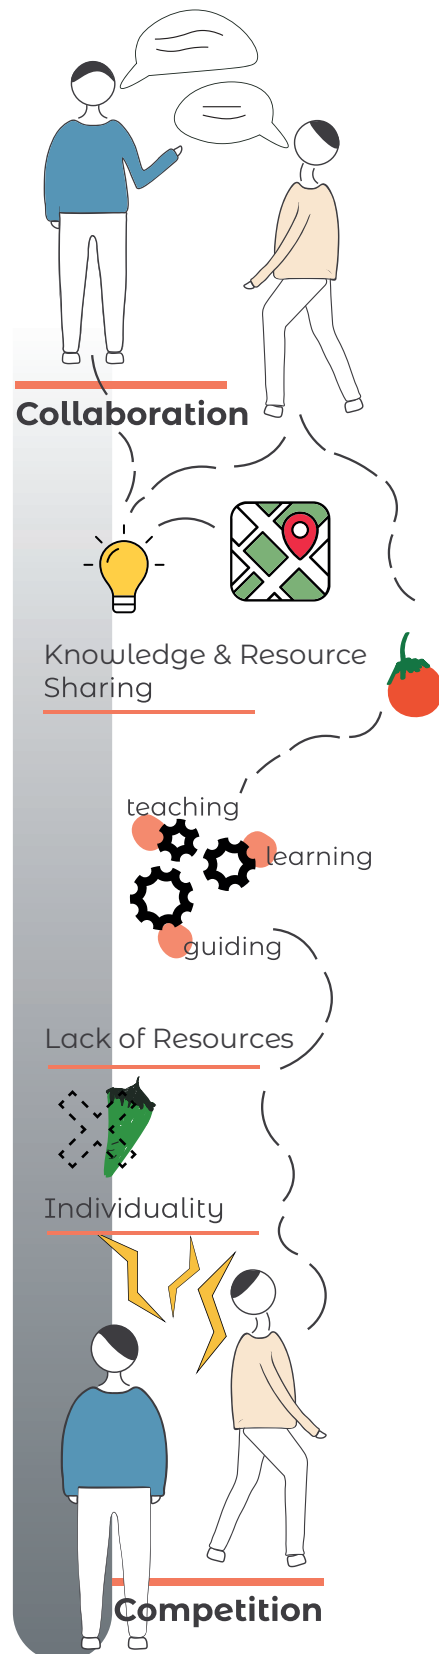 Collaboration
Knowledge & Resource
Sharing
teaching
learning
guiding
Lack of Resources
Individuality
Competition